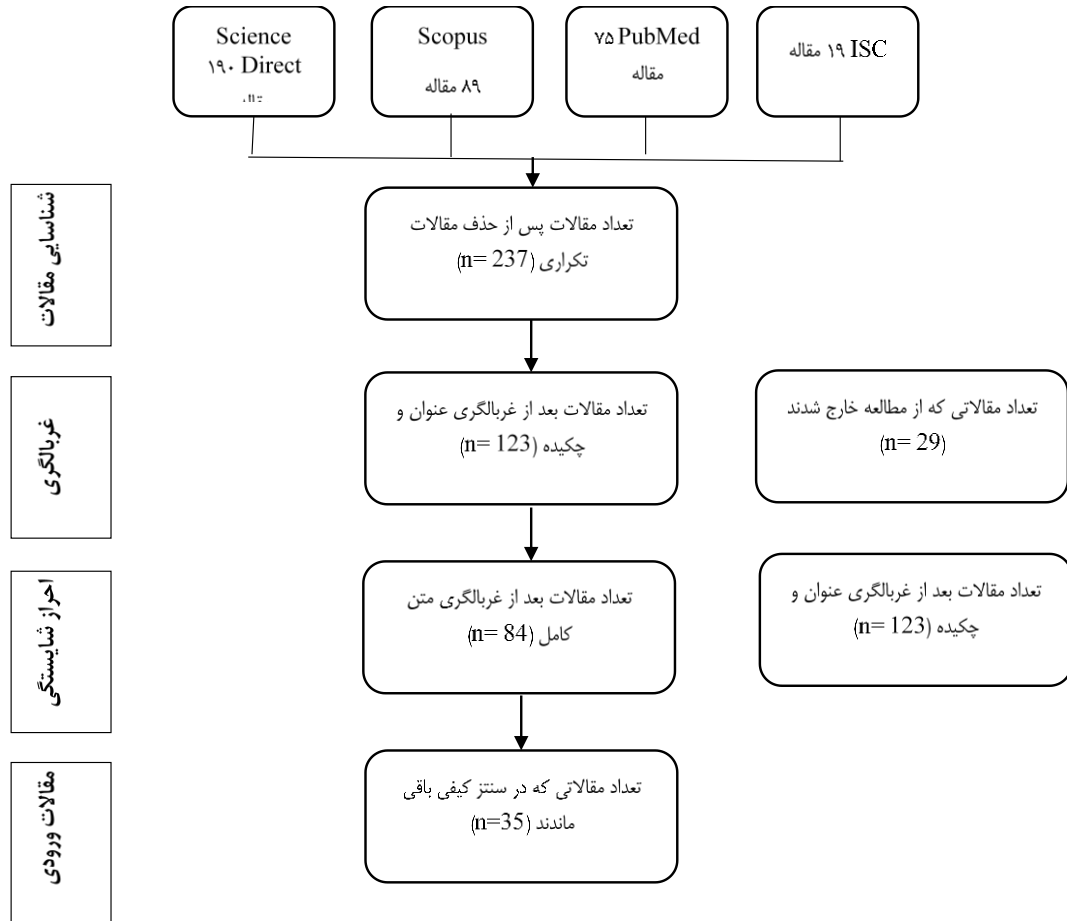 Science
Direct ۱۹۰
Scopus
۸۹ مقاله
PubMed ۷۵
مقاله
ISC ۱۹ مقاله
شناسایی مقالات
تعداد مقالات پس از حذف مقالات
تکراری (n= 237)
غربالگری
تعداد مقالات بعد از غربالگری عنوان و
چکیده (n= 123)
تعداد مقالاتی که از مطالعه خارج شدند
(n= 29)
احراز شایستگی
تعداد مقالات بعد از غربالگری متن
کامل (n= 84)
تعداد مقالات بعد از غربالگری عنوان و
چکیده (n= 123)
مقالات ورودی
تعداد مقالاتی که در سنتز کیفی باقی
ماندند (n=35)